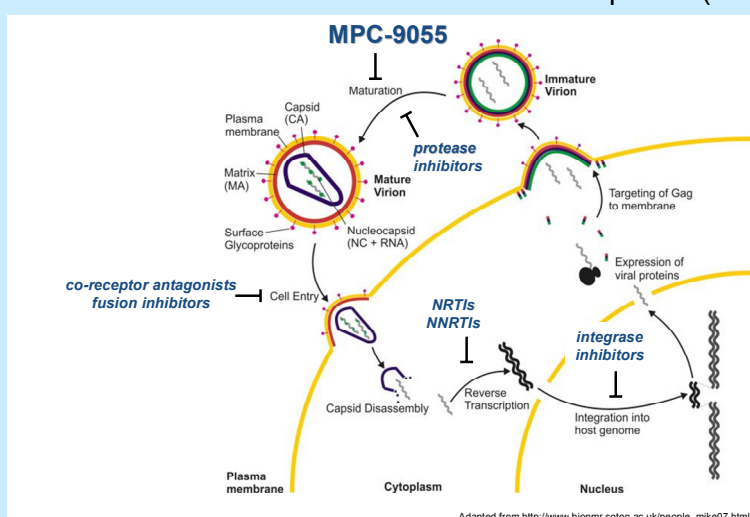 MPC-9055
Maturation
Immature
Virion
Capsid
(CA)
Plasma
membrane
protease
inhibitors
Matrix
(MA)
Mature
Virion
Targeting of Gag
to membrane
Surface
Glycoproteins
Nucleocapsid
(NC + RNA)
Expression of
viral proteins
co-receptor antagonists
fusion inhibitors
Cell Entry
NRTIs
NNRTIs
integrase
inhibitors
Capsid Disassembly
Reverse
Transcription
Integration into
host genome
Plasma
membrane
Cytoplasm
Nucleus